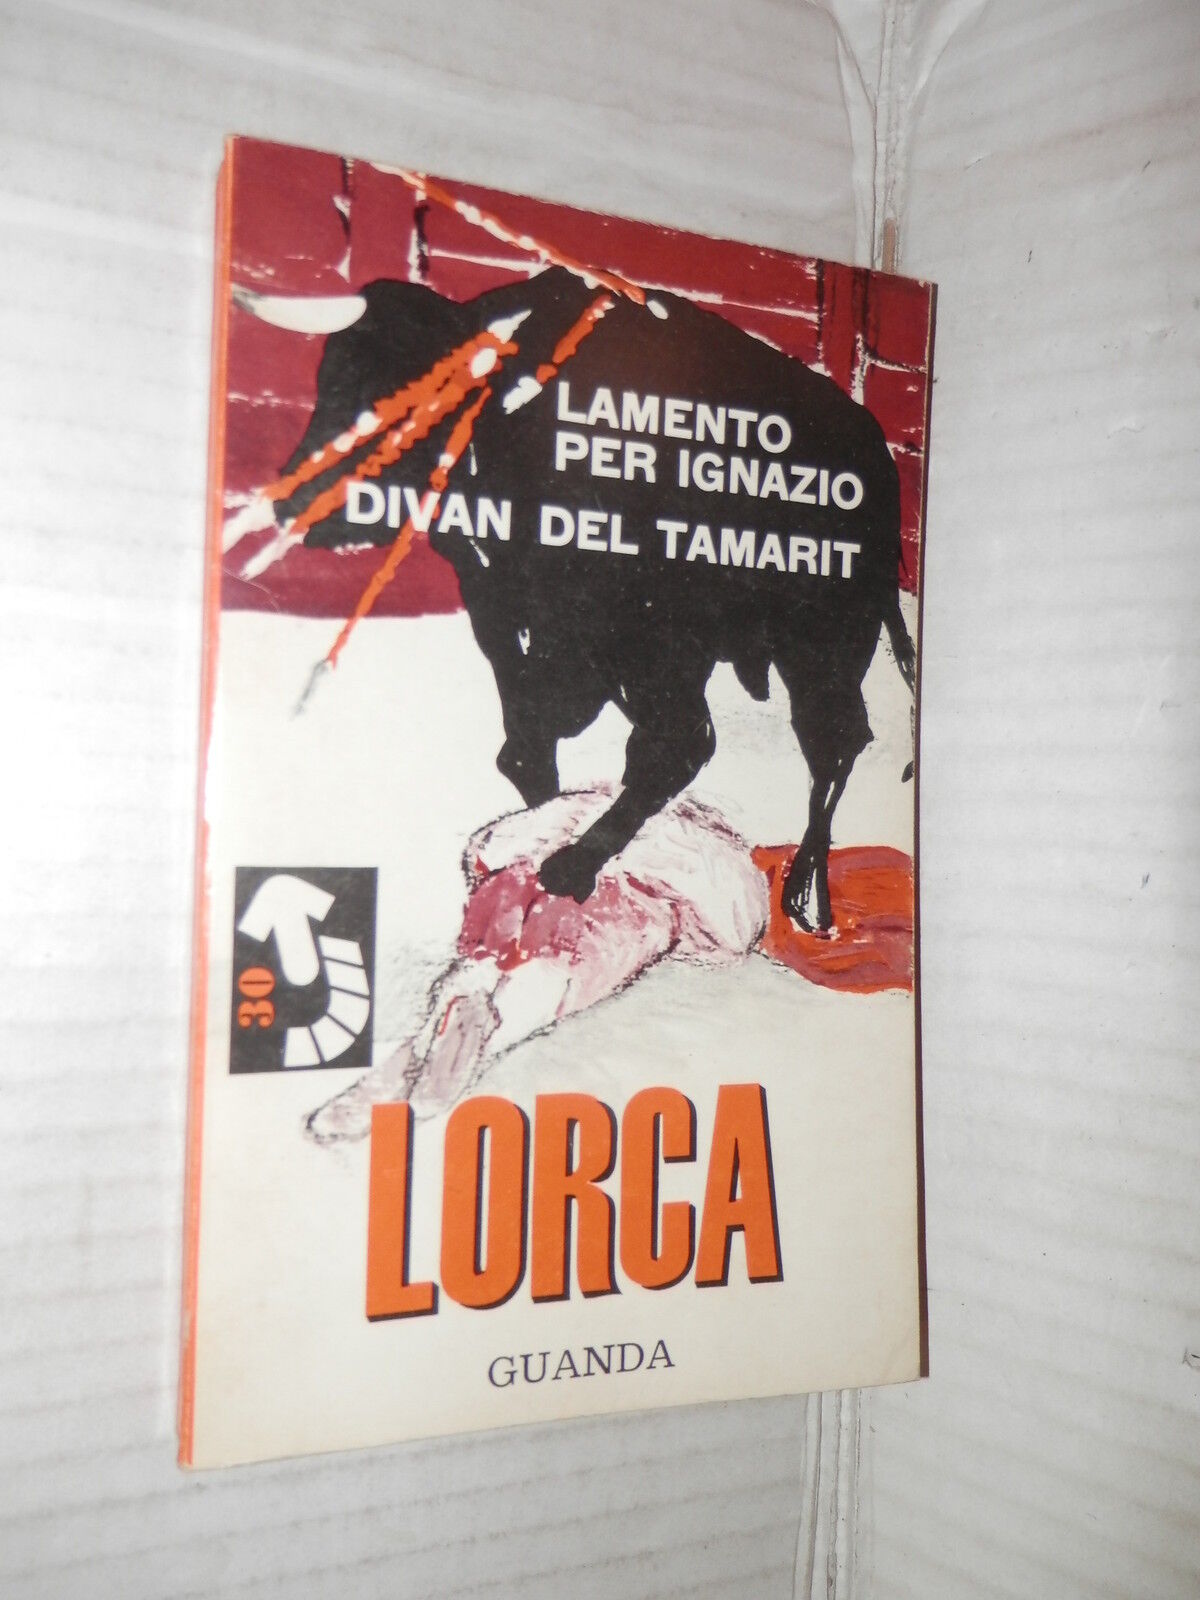 LAMENTO
PER IGNAZIO
DIVAN DEL TAMARIT
30
LORCA
GUANDA